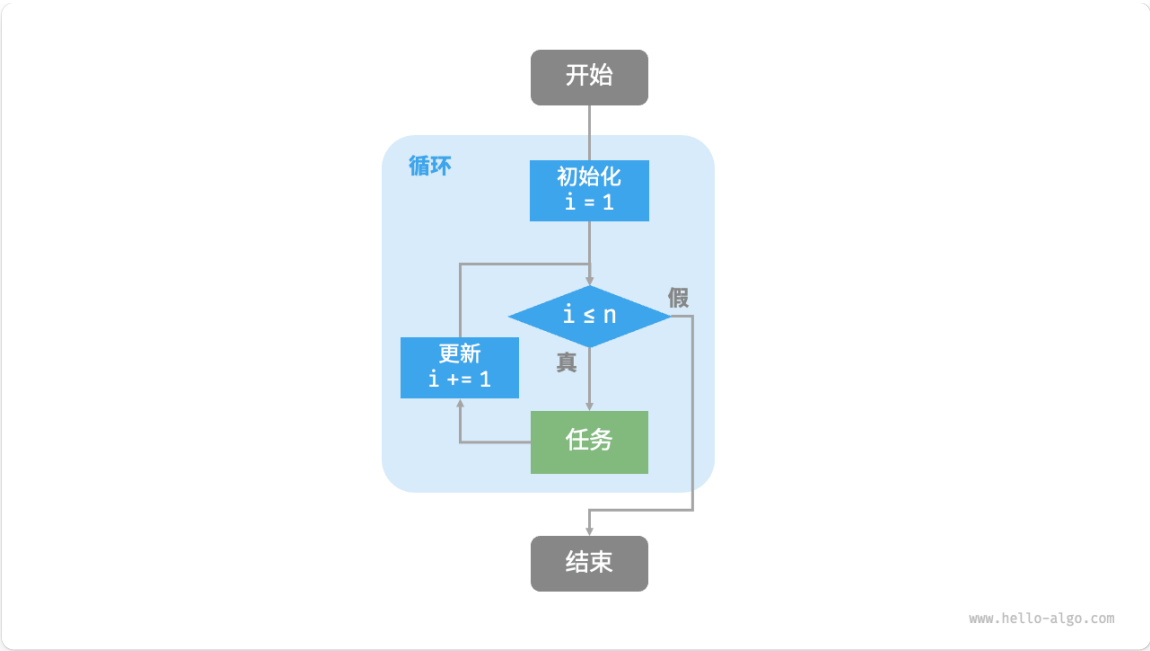 开始
循环
初始化
i = 1
i ≤ n
假
更新
i += 1
真
任务
结束
www.hello-algo.com